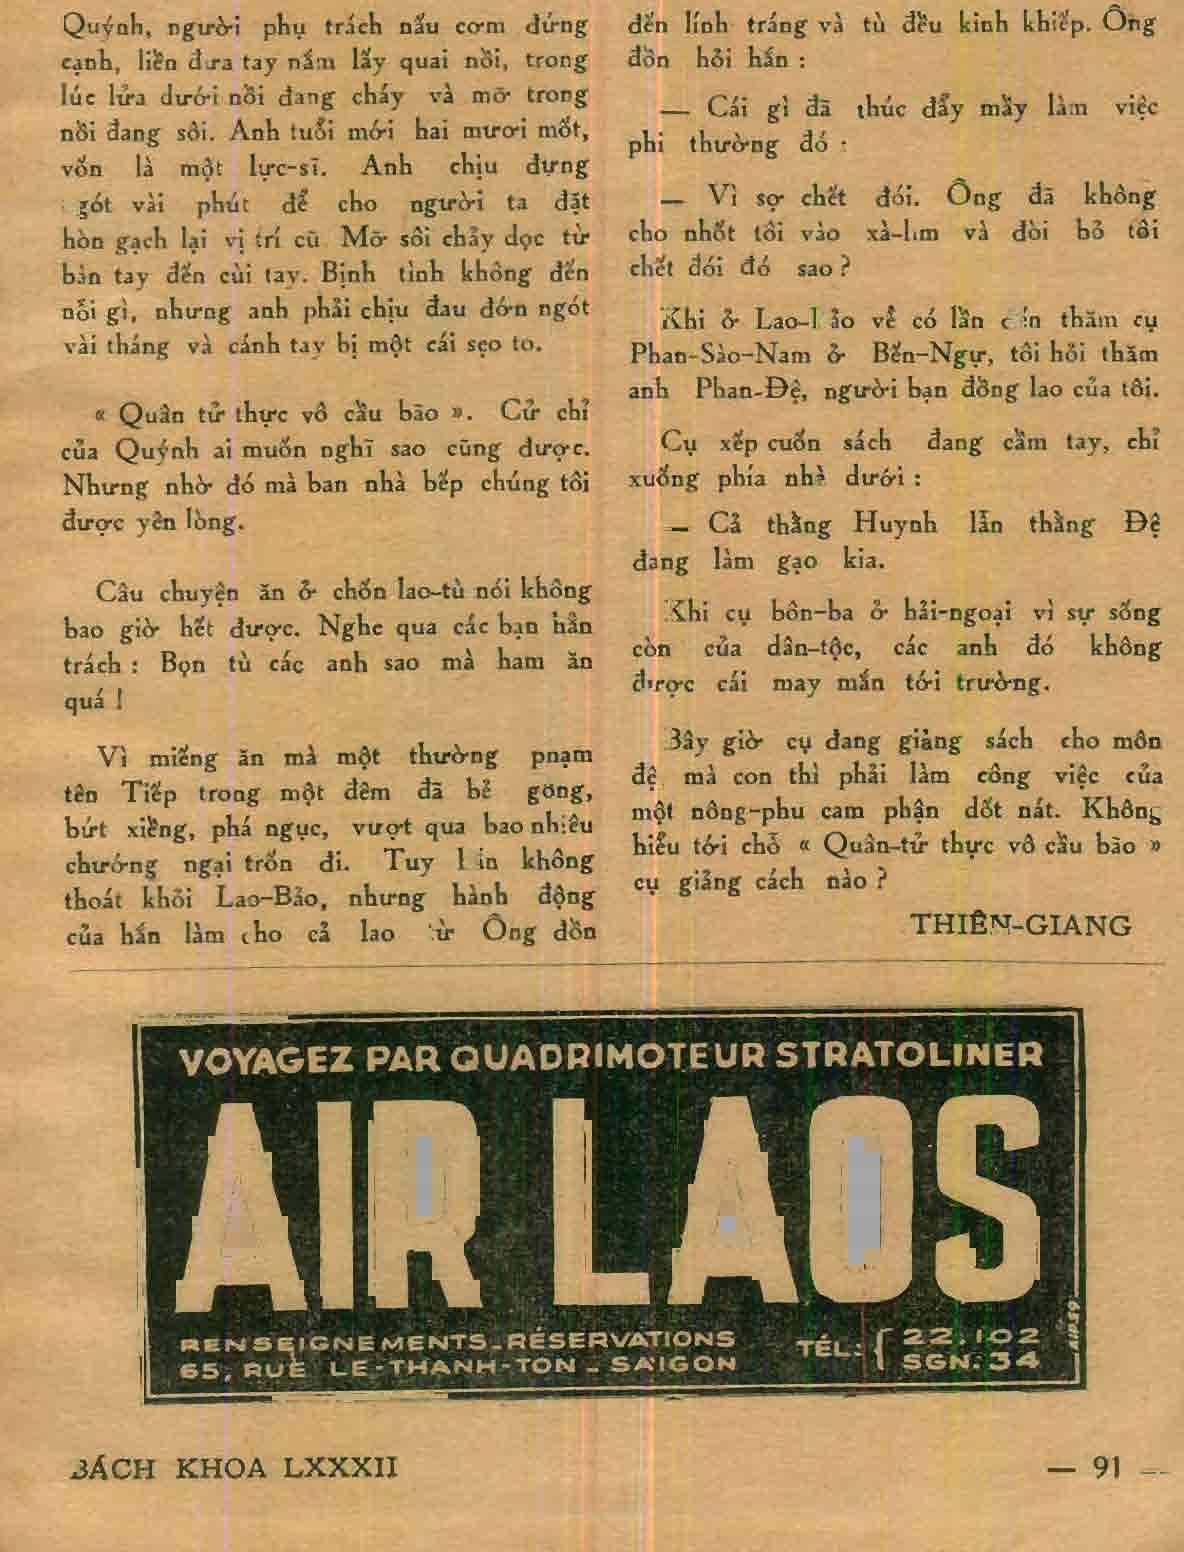 Quýnh, người phụ trách nấu cơm đứng
cạnh, liền đưa tay nắm lấy quai nồi, trong
lúc lửa dưới nồi đang cháy và mỡ trong
nồi đang sôi. Anh tuổi mới hai mươi mốt,
vốn là một lực-sĩ. Anh chịu đựng
gót vài phút để cho người ta đặt
hòn gạch lại vị trí cũ Mỡ sôi chảy dọc từ
bàn tay đến cùi tay. Bịnh tình không đến
nỗi gì, nhưng anh phải chịu đau đớn ngót
vài tháng và cánh tay bị một cái sẹo to.
« Quân tử thực vô cầu bão ». Cử chỉ
của Quýnh ai muốn nghĩ sao cũng được.
Nhưng nhờ đó mà ban nhà bếp chúng tôi
được yên lòng.
Câu chuyện ăn ở chốn lao-tù nói không
bao giờ hết được. Nghe qua các bạn hẳn
trách : Bọn tù các anh sao mà ham ăn
quá !
Vì miếng ăn mà một thường phạm
tên Tiếp trong một đêm đã bẻ gông,
bứt xiềng, phá ngục, vượt qua bao nhiêu
chướng ngại trốn đi. Tuy không
thoát khỏi Lao-Bảo, nhưng hành động
của hắn làm cho cả lao từ Ông đồn
đến lính tráng và tù đều kinh khiếp. Ông
đồn hỏi hắn :
— Cái gì đã thúc đẩy mầy làm việc
phi thường đó :
— Vì sợ chết đói. Ông đã không
cho nhốt tôi vào xà-lim và đòi bỏ tôi
chết đói đó sao ?
Khi ở Lao-Bảo về có lần đến thăm cụ
Phan-Sào-Nam ở Bến-Ngự, tôi hỏi thăm
anh Phan-Đệ, người bạn đồng lao của tôi.
Cụ xếp cuốn sách đang cầm tay, chỉ
xuống phía nhà dưới :
— Cả thằng Huynh lẫn thằng Đệ
đang làm gạo kia.
Khi cụ bôn-ba ở hải-ngoại vì sự sống
còn của dân-tộc, các anh đó không
được cái may mắn tới trường.
Bây giờ cụ đang giảng sách cho môn
đệ mà con thì phải làm công việc của
một nông-phu cam phận dốt nát. Không
hiểu tới chỗ « Quân-tử thực vô cầu bão »
cụ giảng cách nào ?
THIÊN-GIANG
VOYAGEZ PAR QUADRIMOTEUR STRATOLINER
AIR LAOS
RENSEIGNEMENTS_RÉSERVATIONS
65, RUE LE-THANH-TON _ SAIGON
TÉL: { 22.102
SGN.34
BÁCH KHOA LXXXII
— 91 —